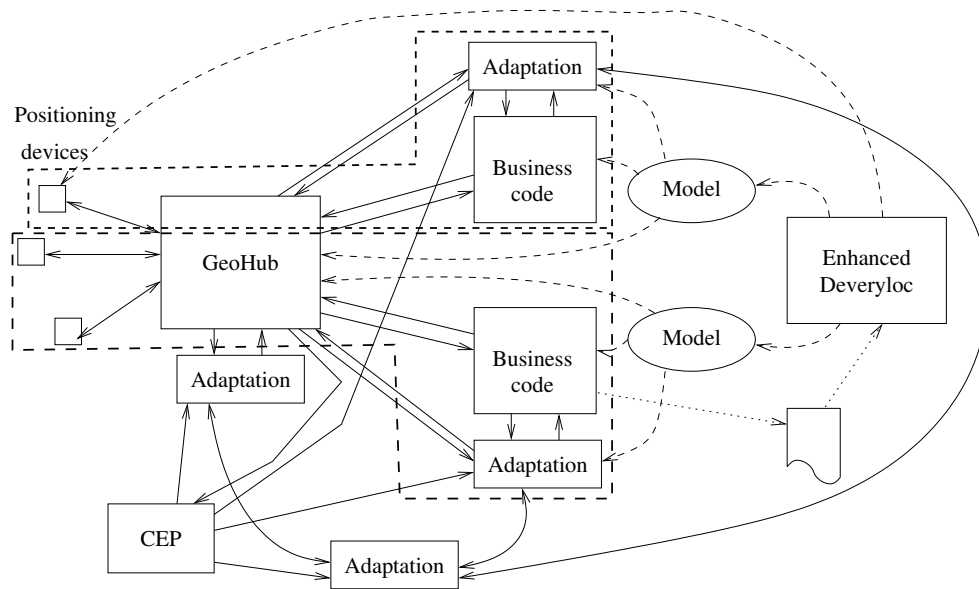 Adaptation
Positioning
devices
Business
code
Model
GeoHub
Enhanced
Deveryloc
Model
Business
code
Adaptation
Adaptation
CEP
Adaptation